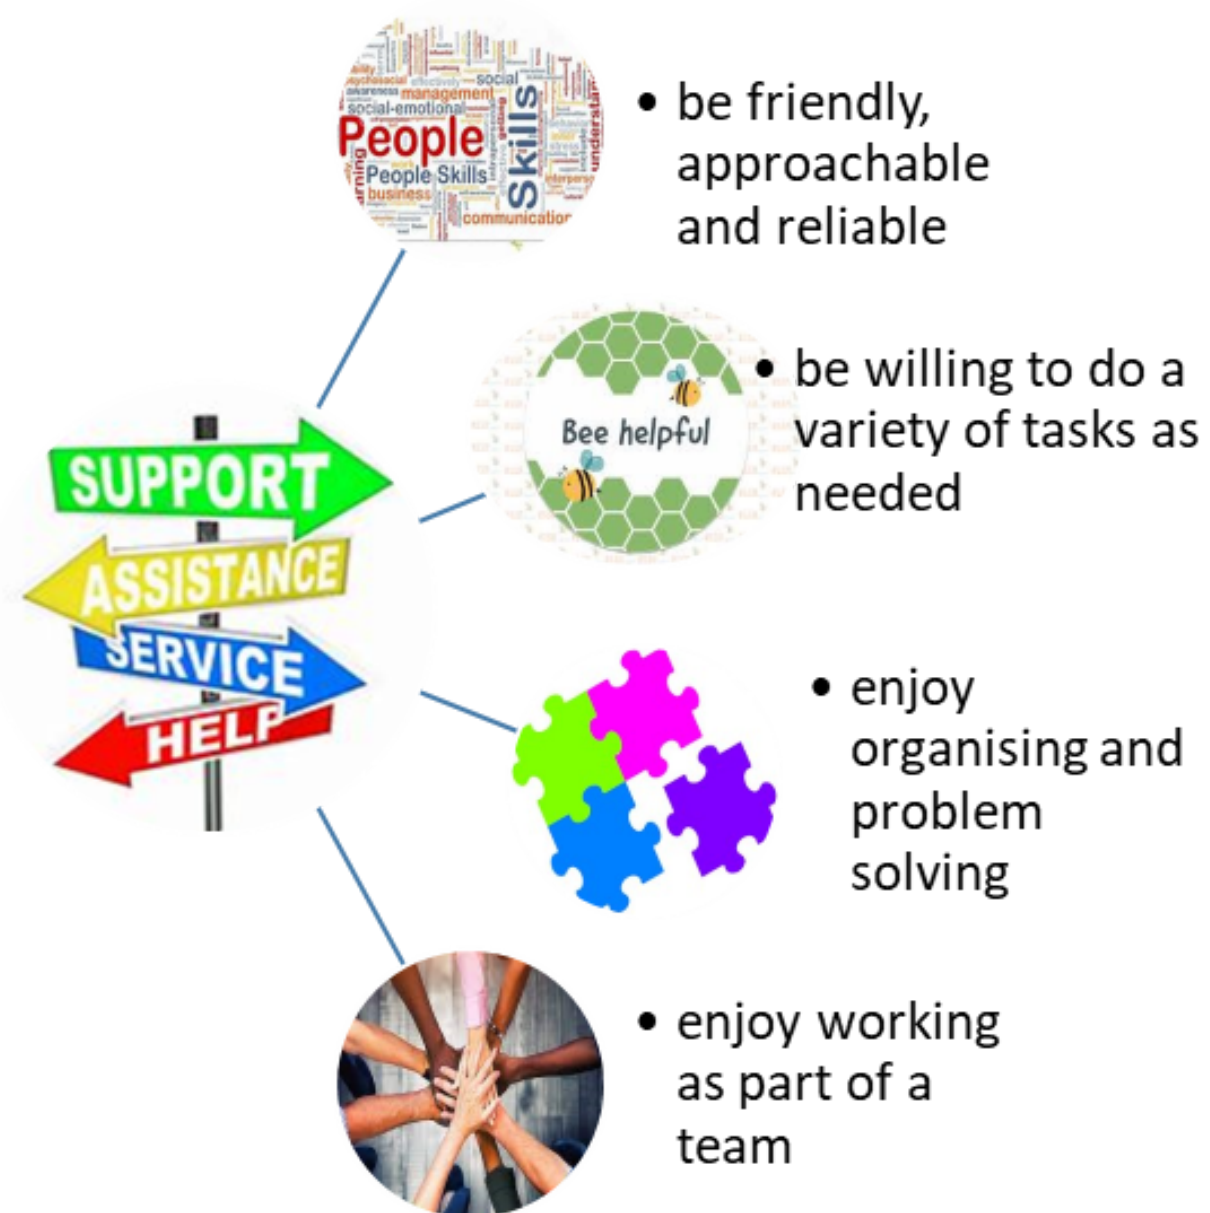 social
management
awareness
social-emotional
People
Skills
People Skills
business
communication
• be friendly,
approachable
and reliable
Bee helpful
• be willing to do a
variety of tasks as
needed
SUPPORT
ASSISTANCE
SERVICE
HELP
• enjoy
organising and
problem
solving
• enjoy working
as part of a
team